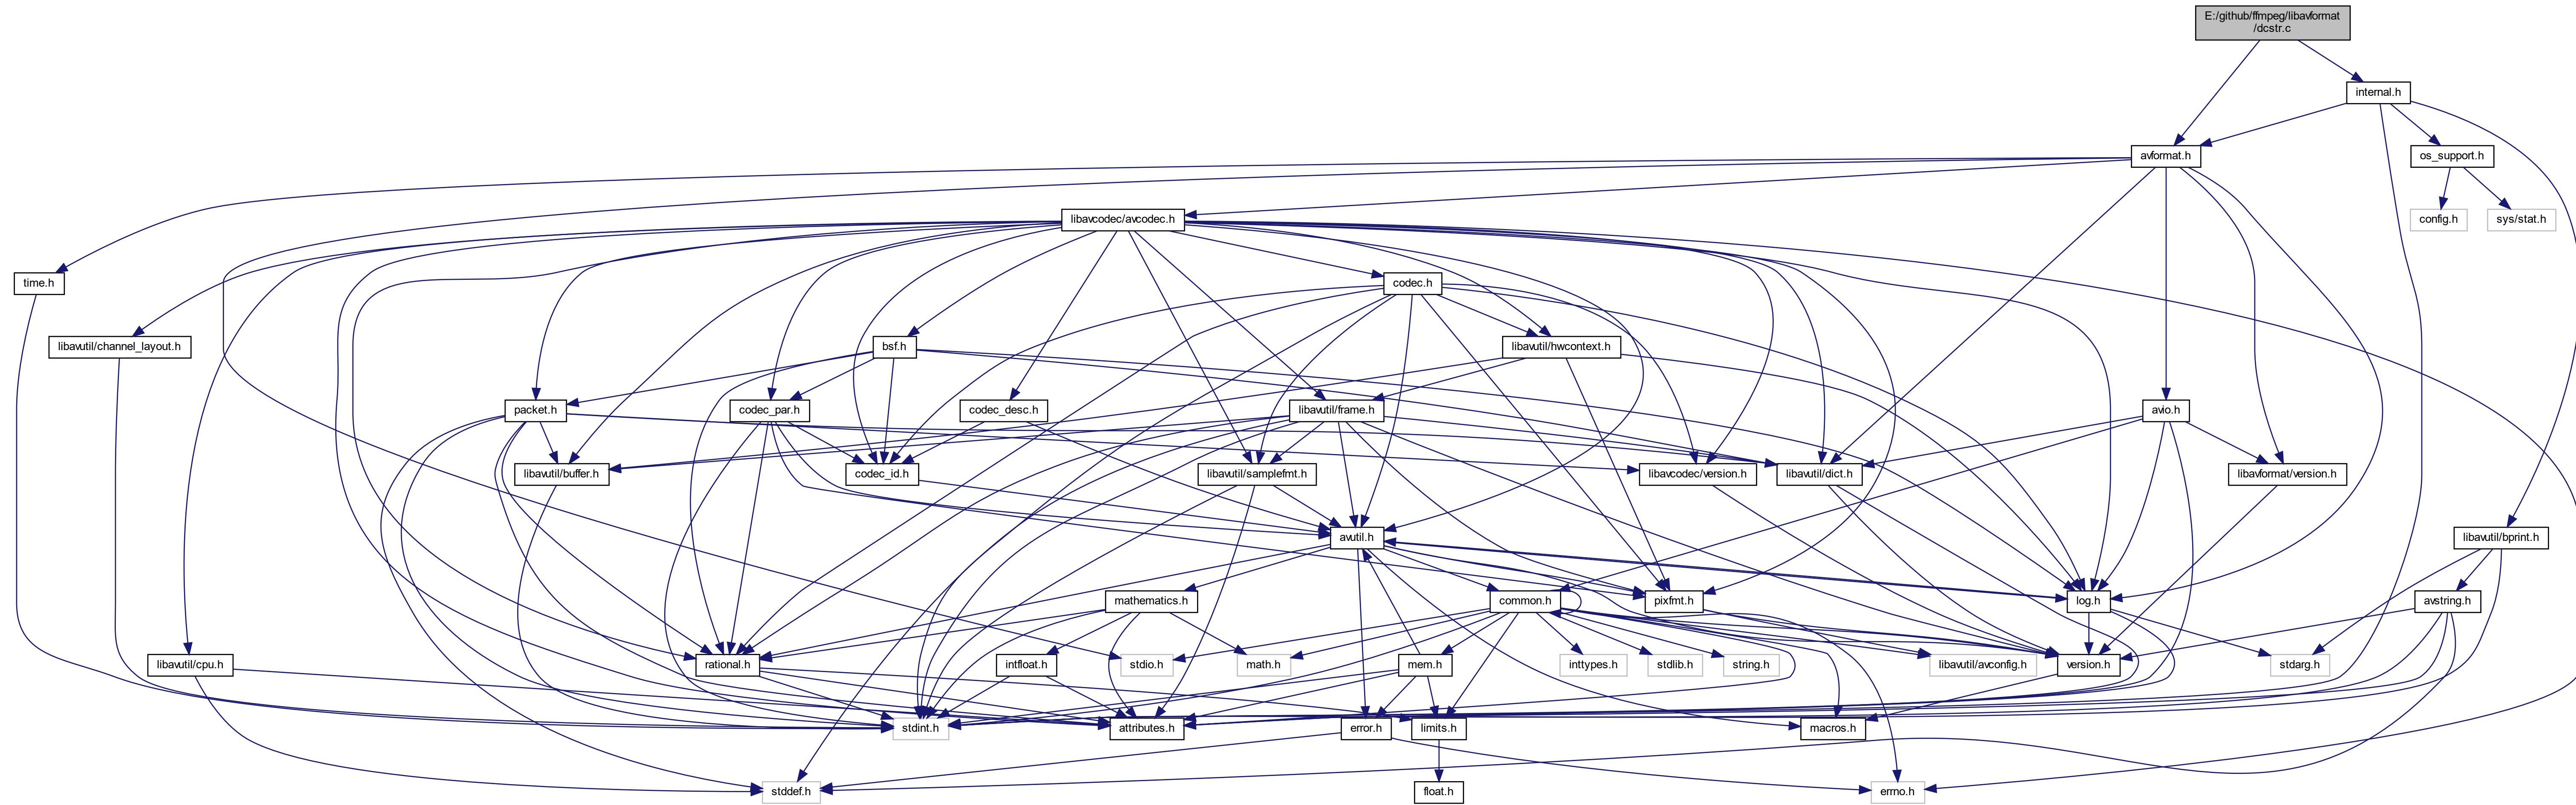 E:/github/ffmpeg/libavformat
/dcstr.c
internal.h
avformat.h
os_support.h
libavcodec/avcodec.h
config.h
sys/stat.h
time.h
codec.h
libavutil/channel_layout.h
bsf.h
libavutil/hwcontext.h
packet.h
codec_par.h
codec_desc.h
libavutil/frame.h
avio.h
libavutil/buffer.h
codec_id.h
libavutil/samplefmt.h
libavcodec/version.h
libavutil/dict.h
libavformat/version.h
avutil.h
libavutil/bprint.h
mathematics.h
common.h
pixfmt.h
log.h
avstring.h
libavutil/cpu.h
rational.h
intfloat.h
stdio.h
math.h
mem.h
inttypes.h
stdlib.h
string.h
libavutil/avconfig.h
version.h
stdarg.h
stdint.h
attributes.h
error.h
limits.h
macros.h
stddef.h
float.h
errno.h